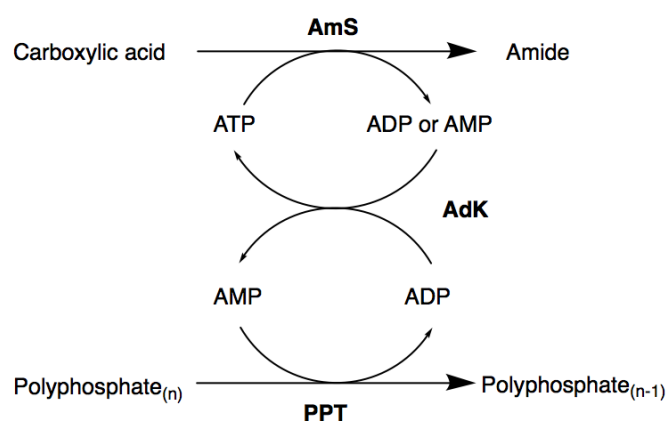 AmS
Carboxylic acid
Amide
ATP
ADP or AMP
AdK
AMP
ADP
Polyphosphate(n)
Polyphosphate(n-1)
PPT